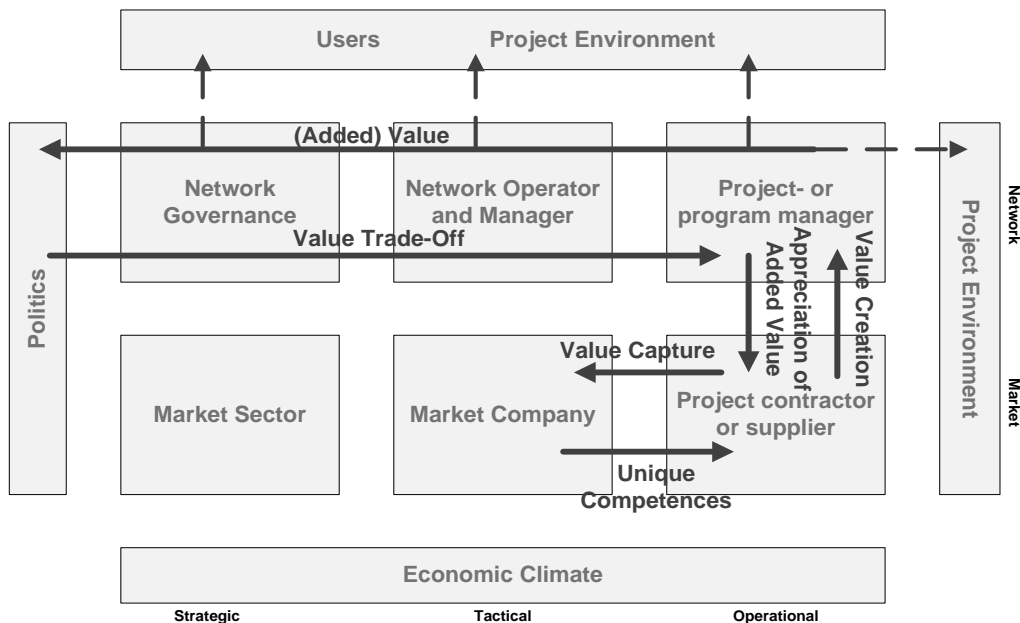 Users
Project Environment
(Added) Value
Network
Governance
Network Operator
and Manager
Project- or
program manager
Value Trade-Off
Politics
Appreciation of
Added Value
Value Creation
Project Environment
Network
Market
Value Capture
Market Sector
Market Company
Project contractor
or supplier
Unique
Competences
Economic Climate
Strategic
Tactical
Operational